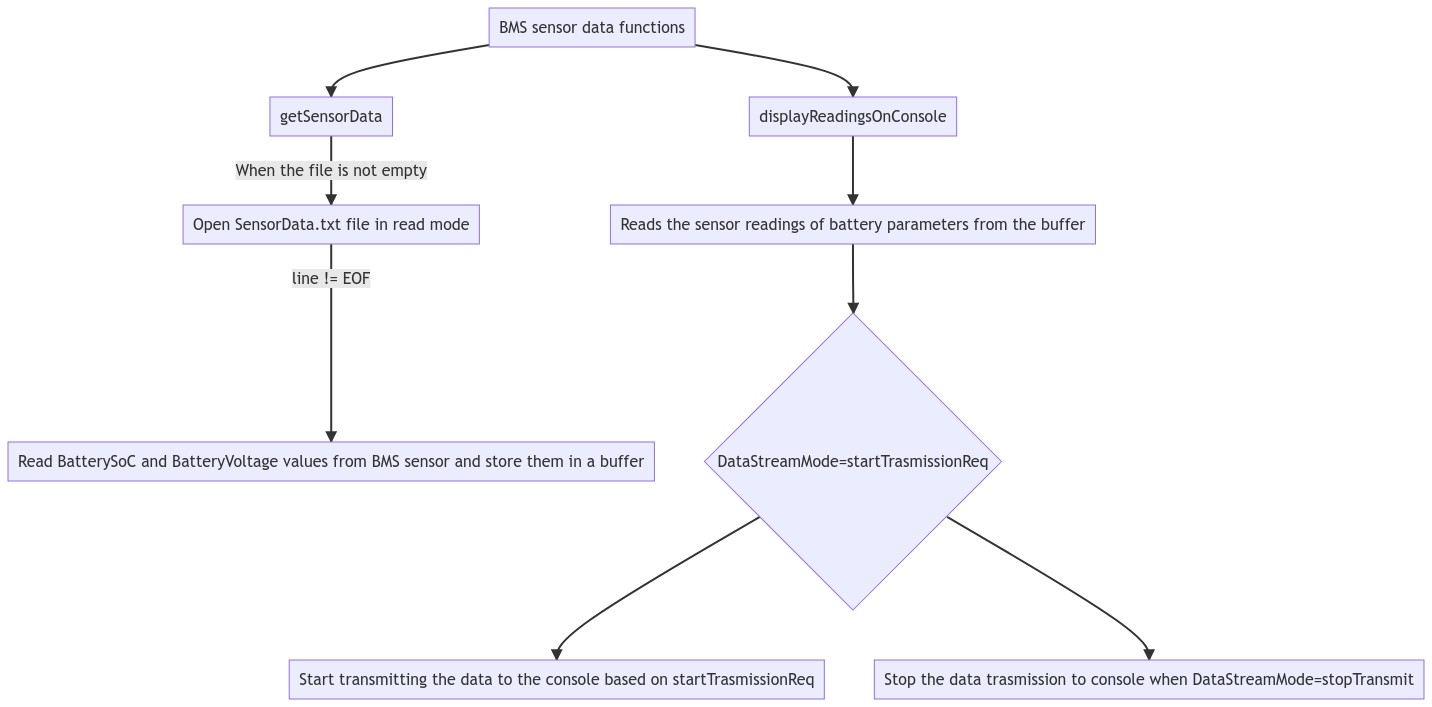 BMS sensor data functions
getSensorData
displayReadingsOnConsole
When the file is not empty
Open SensorData.txt file in read mode
Reads the sensor readings of battery parameters from the buffer
line != EOF
Read BatterySoC and BatteryVoltage values from BMS sensor and store them in a buffer
DataStreamMode=startTrasmissionReq
Start transmitting the data to the console based on startTrasmissionReq
Stop the data trasmission to console when DataStreamMode=stopTransmit